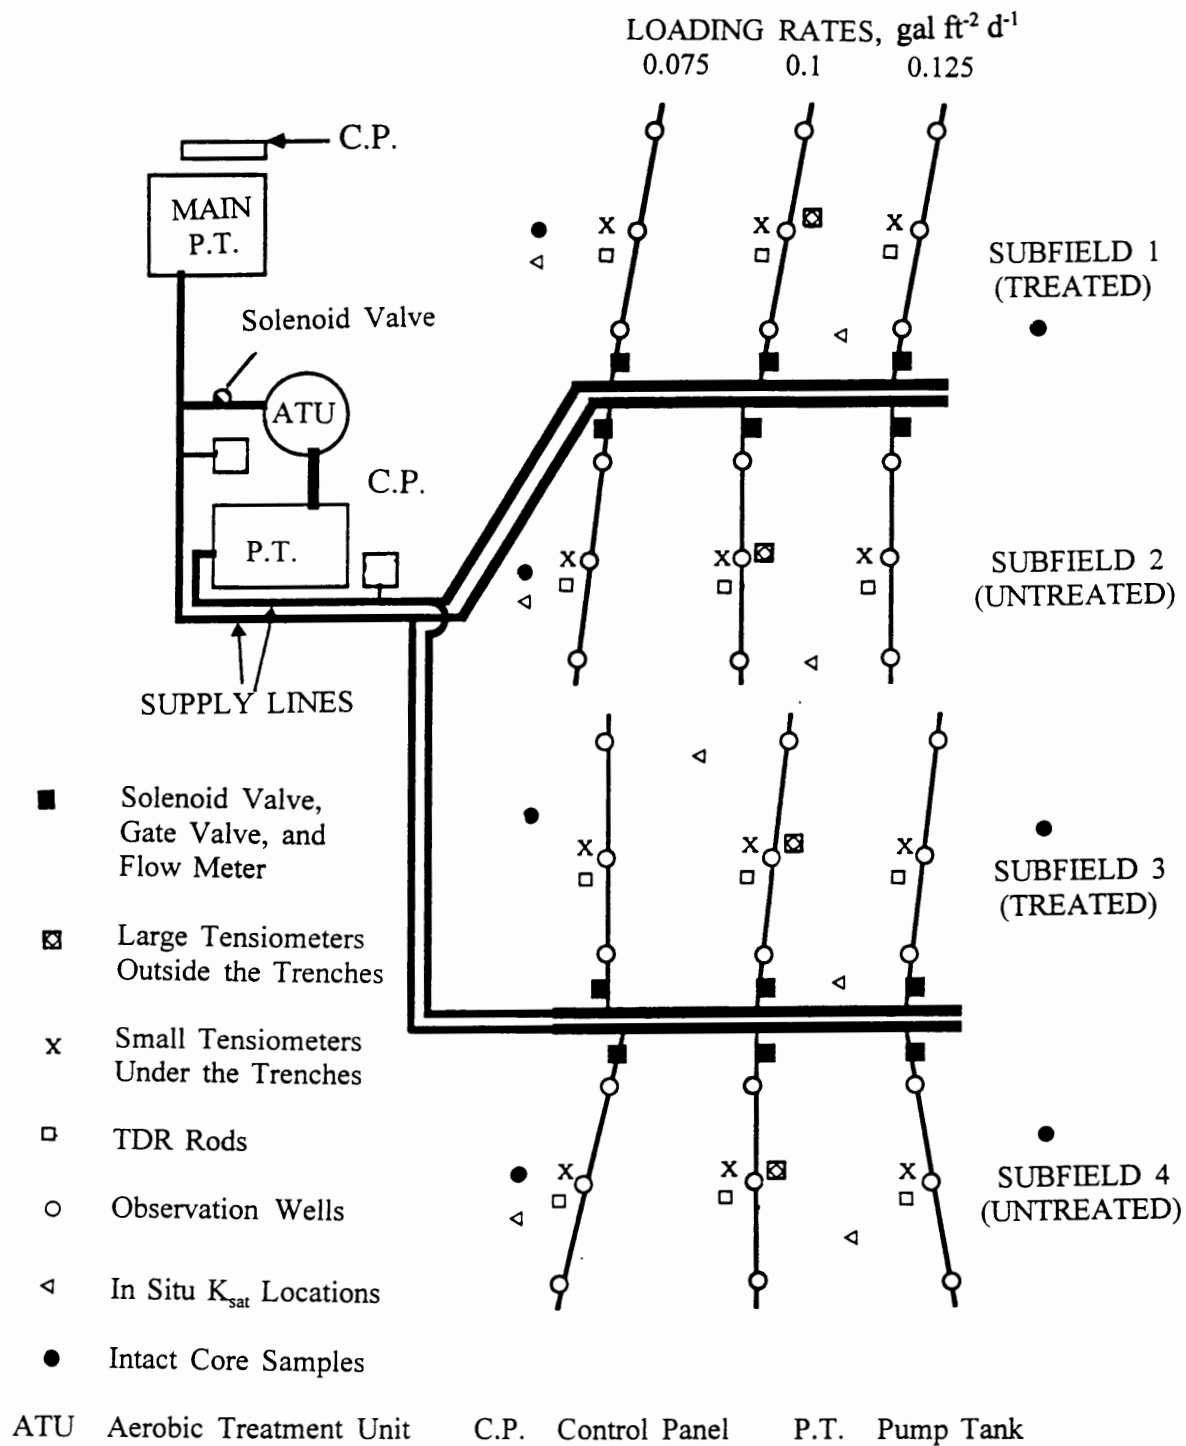 LOADING RATES, gal ft⁻² d⁻¹
0.075 0.1 0.125
C.P.
MAIN
P.T.
Solenoid Valve
ATU
C.P.
P.T.
SUPPLY LINES
x x x
SUBFIELD 1
(TREATED)
x x x
SUBFIELD 2
(UNTREATED)
x x x
SUBFIELD 3
(TREATED)
x x x
SUBFIELD 4
(UNTREATED)
Solenoid Valve,
Gate Valve, and
Flow Meter
Large Tensiometers
Outside the Trenches
x Small Tensiometers
Under the Trenches
TDR Rods
Observation Wells
In Situ Ksat Locations
Intact Core Samples
ATU Aerobic Treatment Unit C.P. Control Panel P.T. Pump Tank